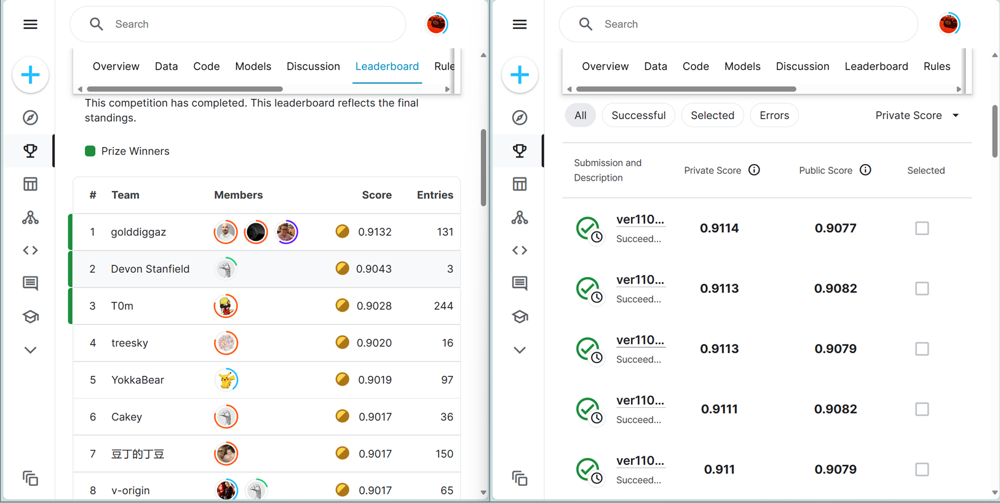 Search
Overview Data Code Models Discussion Leaderboard Rule
This competition has completed. This leaderboard reflects the final
standings.
Prize Winners
# Team Members Score Entries
1 golddiggaz 0.9132 131
2 Devon Stanfield 0.9043 3
3 T0m 0.9028 244
4 treesky 0.9020 16
5 YokkaBear 0.9019 97
6 Cakey 0.9017 36
7 豆丁的丁豆 0.9017 150
8 v-origin 0.9017 65
Search
Overview Data Code Models Discussion Leaderboard Rules
All Successful Selected Errors Private Score
Submission and
Description Private Score Public Score Selected
ver110... 0.9114 0.9077
Succeed...
ver110... 0.9113 0.9082
Succeed...
ver110... 0.9113 0.9079
Succeed...
ver110... 0.9111 0.9082
Succeed...
ver110... 0.911 0.9079
Succeed...